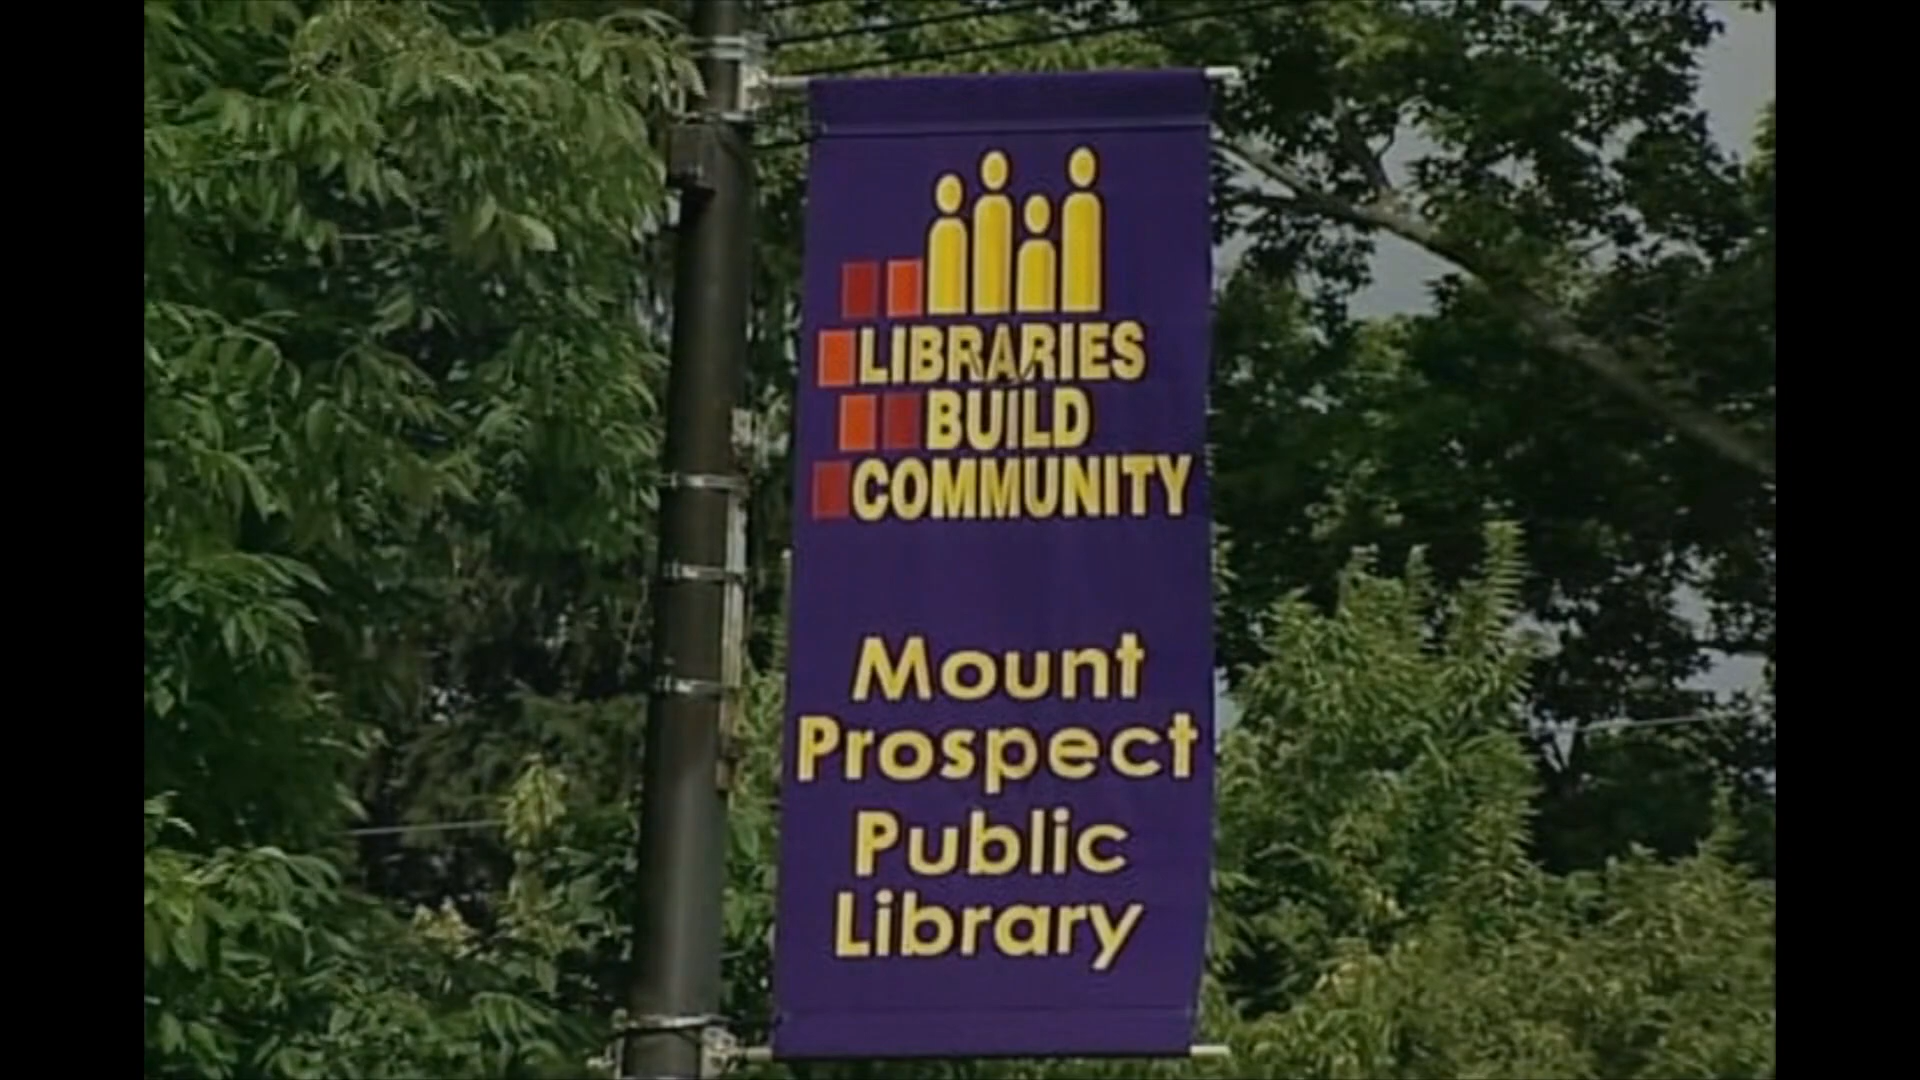 LIBRARIES
BUILD
COMMUNITY
Mount
Prospect
Public
Library